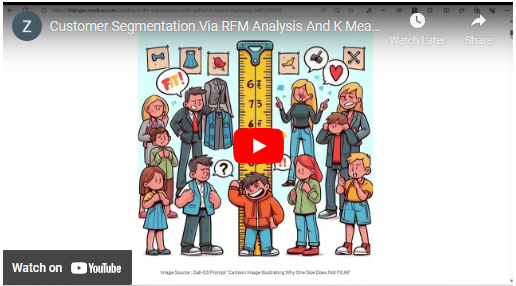 Z
Customer Segmentation Via RFM Analysis And K Mea...
Watch Later
Share
FIT!
?
!!
Watch on YouTube
Image Source : Dall-E3 Prompt "Cartoon Image Illustrating Why One Size Does Not Fit All"